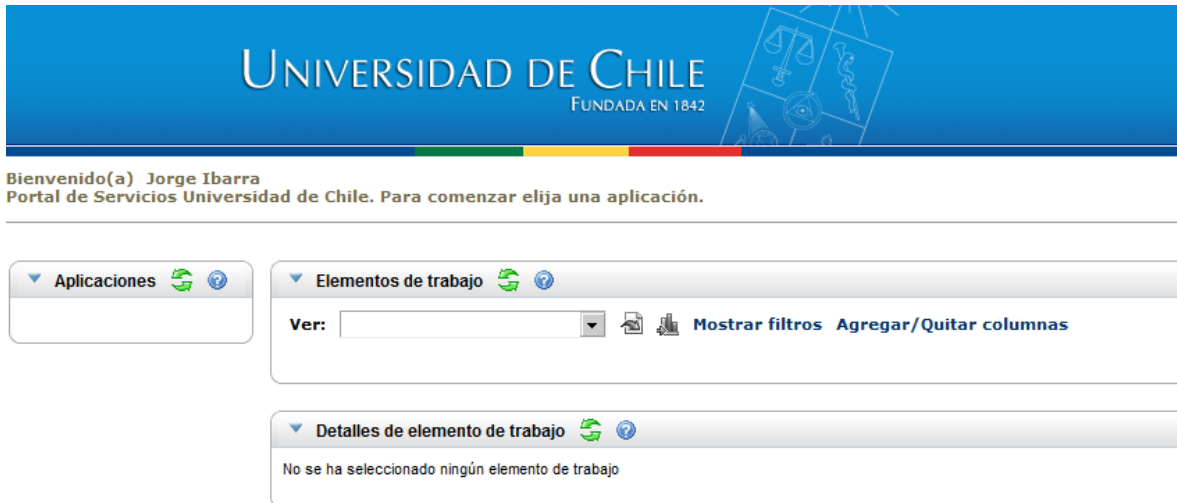 UNIVERSIDAD DE CHILE
FUNDADA EN 1842
Bienvenido(a) Jorge Ibarra
Portal de Servicios Universidad de Chile. Para comenzar elija una aplicación.
Aplicaciones
Elementos de trabajo
Ver:
Mostrar filtros Agregar/Quitar columnas
Detalles de elemento de trabajo
No se ha seleccionado ningún elemento de trabajo